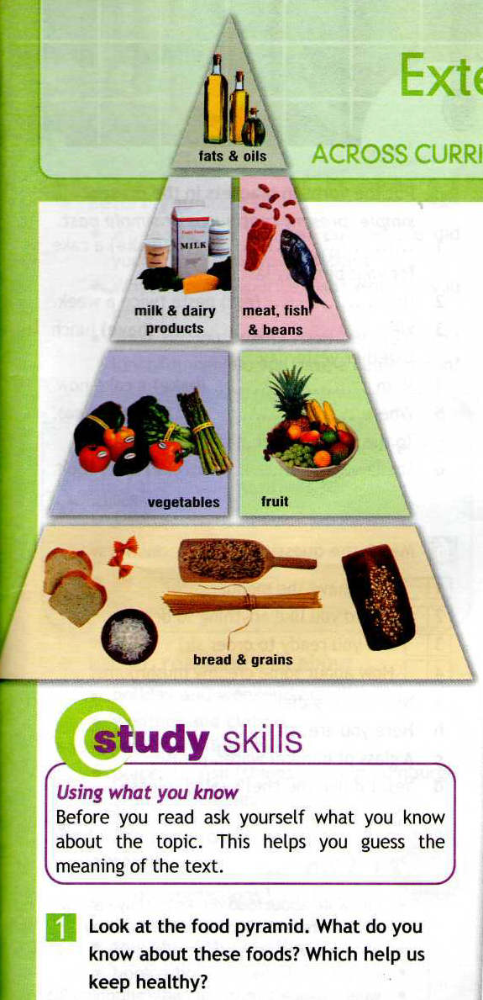 Exte
fats & oils
ACROSS CURRI
MILK
milk & dairy
products
meat, fish
& beans
vegetables
fruit
bread & grains
study skills
Using what you know
Before you read ask yourself what you know
about the topic. This helps you guess the
meaning of the text.
1 Look at the food pyramid. What do you
know about these foods? Which help us
keep healthy?